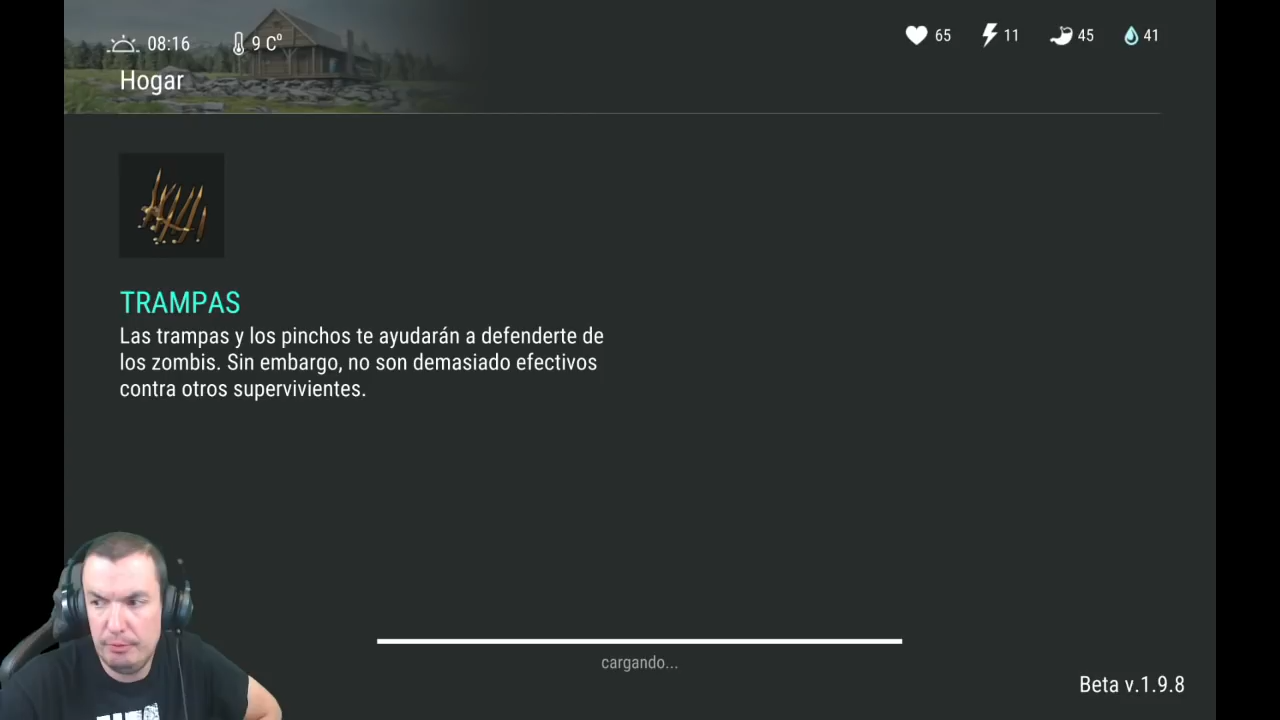 08:16 9 Cº
65 11 45 41
Hogar
TRAMPAS
Las trampas y los pinchos te ayudarán a defenderte de
los zombis. Sin embargo, no son demasiado efectivos
contra otros supervivientes.
cargando...
Beta v.1.9.8